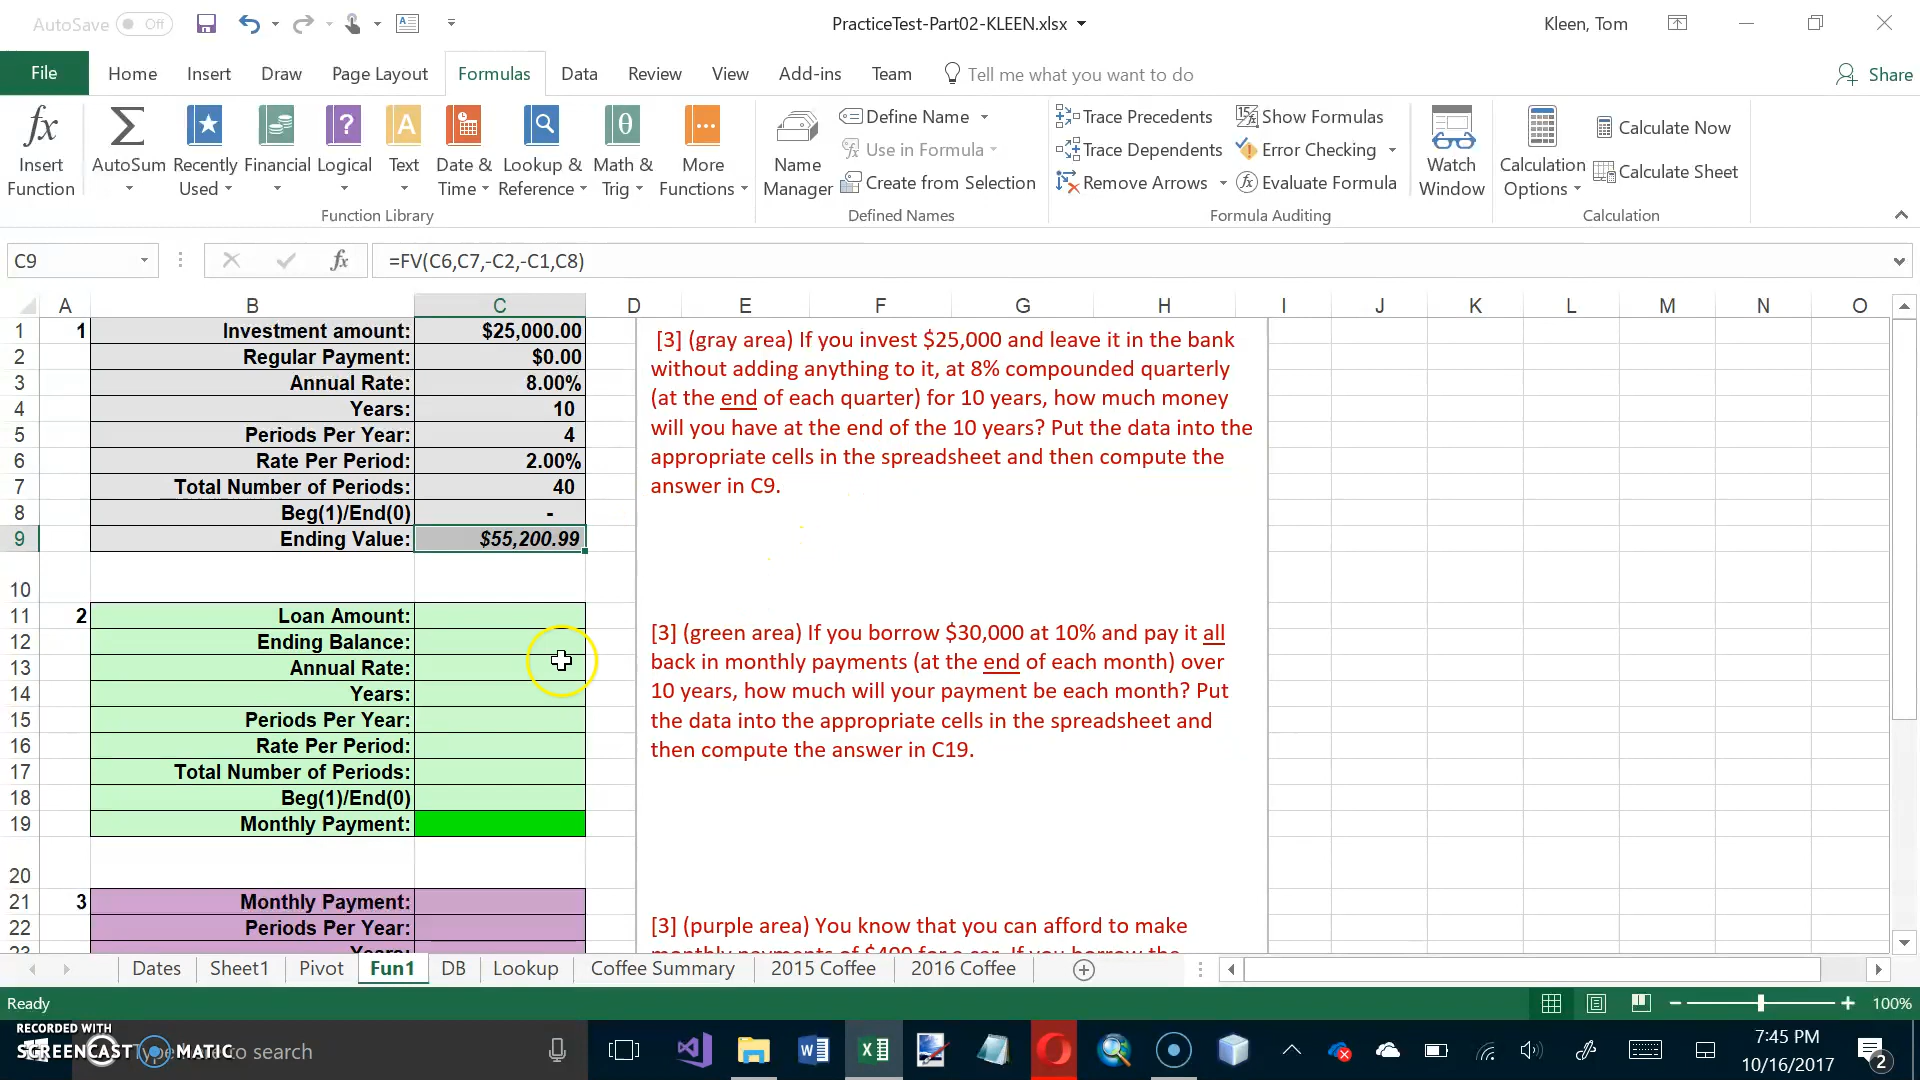 AutoSave Off
PracticeTest-Part02-KLEEN.xlsx
Kleen, Tom
File Home Insert Draw Page Layout Formulas Data Review View Add-ins Team Tell me what you want to do Share
Insert Function
AutoSum
Recently Used
Financial
Logical
Text
Date & Time
Lookup & Reference
Math & Trig
More Functions
Function Library
Name Manager
Define Name
Use in Formula
Create from Selection
Defined Names
Trace Precedents
Trace Dependents
Remove Arrows
Show Formulas
Error Checking
Evaluate Formula
Formula Auditing
Watch Window
Calculation Options
Calculate Now
Calculate Sheet
Calculation
C9 fx =FV(C6,C7,-C2,-C1,C8)
A B C D E F G H I J K L M N O
1 1 Investment amount: $25,000.00
2 Regular Payment: $0.00
3 Annual Rate: 8.00%
4 Years: 10
5 Periods Per Year: 4
6 Rate Per Period: 2.00%
7 Total Number of Periods: 40
8 Beg(1)/End(0) -
9 Ending Value: $55,200.99
10
11 2 Loan Amount:
12 Ending Balance:
13 Annual Rate:
14 Years:
15 Periods Per Year:
16 Rate Per Period:
17 Total Number of Periods:
18 Beg(1)/End(0)
19 Monthly Payment:
20
21 3 Monthly Payment:
22 Periods Per Year:
23 Years:
[3] (gray area) If you invest $25,000 and leave it in the bank
without adding anything to it, at 8% compounded quarterly
(at the end of each quarter) for 10 years, how much money
will you have at the end of the 10 years? Put the data into the
appropriate cells in the spreadsheet and then compute the
answer in C9.
[3] (green area) If you borrow $30,000 at 10% and pay it all
back in monthly payments (at the end of each month) over
10 years, how much will your payment be each month? Put
the data into the appropriate cells in the spreadsheet and
then compute the answer in C19.
[3] (purple area) You know that you can afford to make
monthly payments of $400 for a car. If you borrow the
Dates Sheet1 Pivot Fun1 DB Lookup Coffee Summary 2015 Coffee 2016 Coffee
Ready
100%
RECORDED WITH
SCREENCAST MATIC
Type here to search
7:45 PM
10/16/2017
2